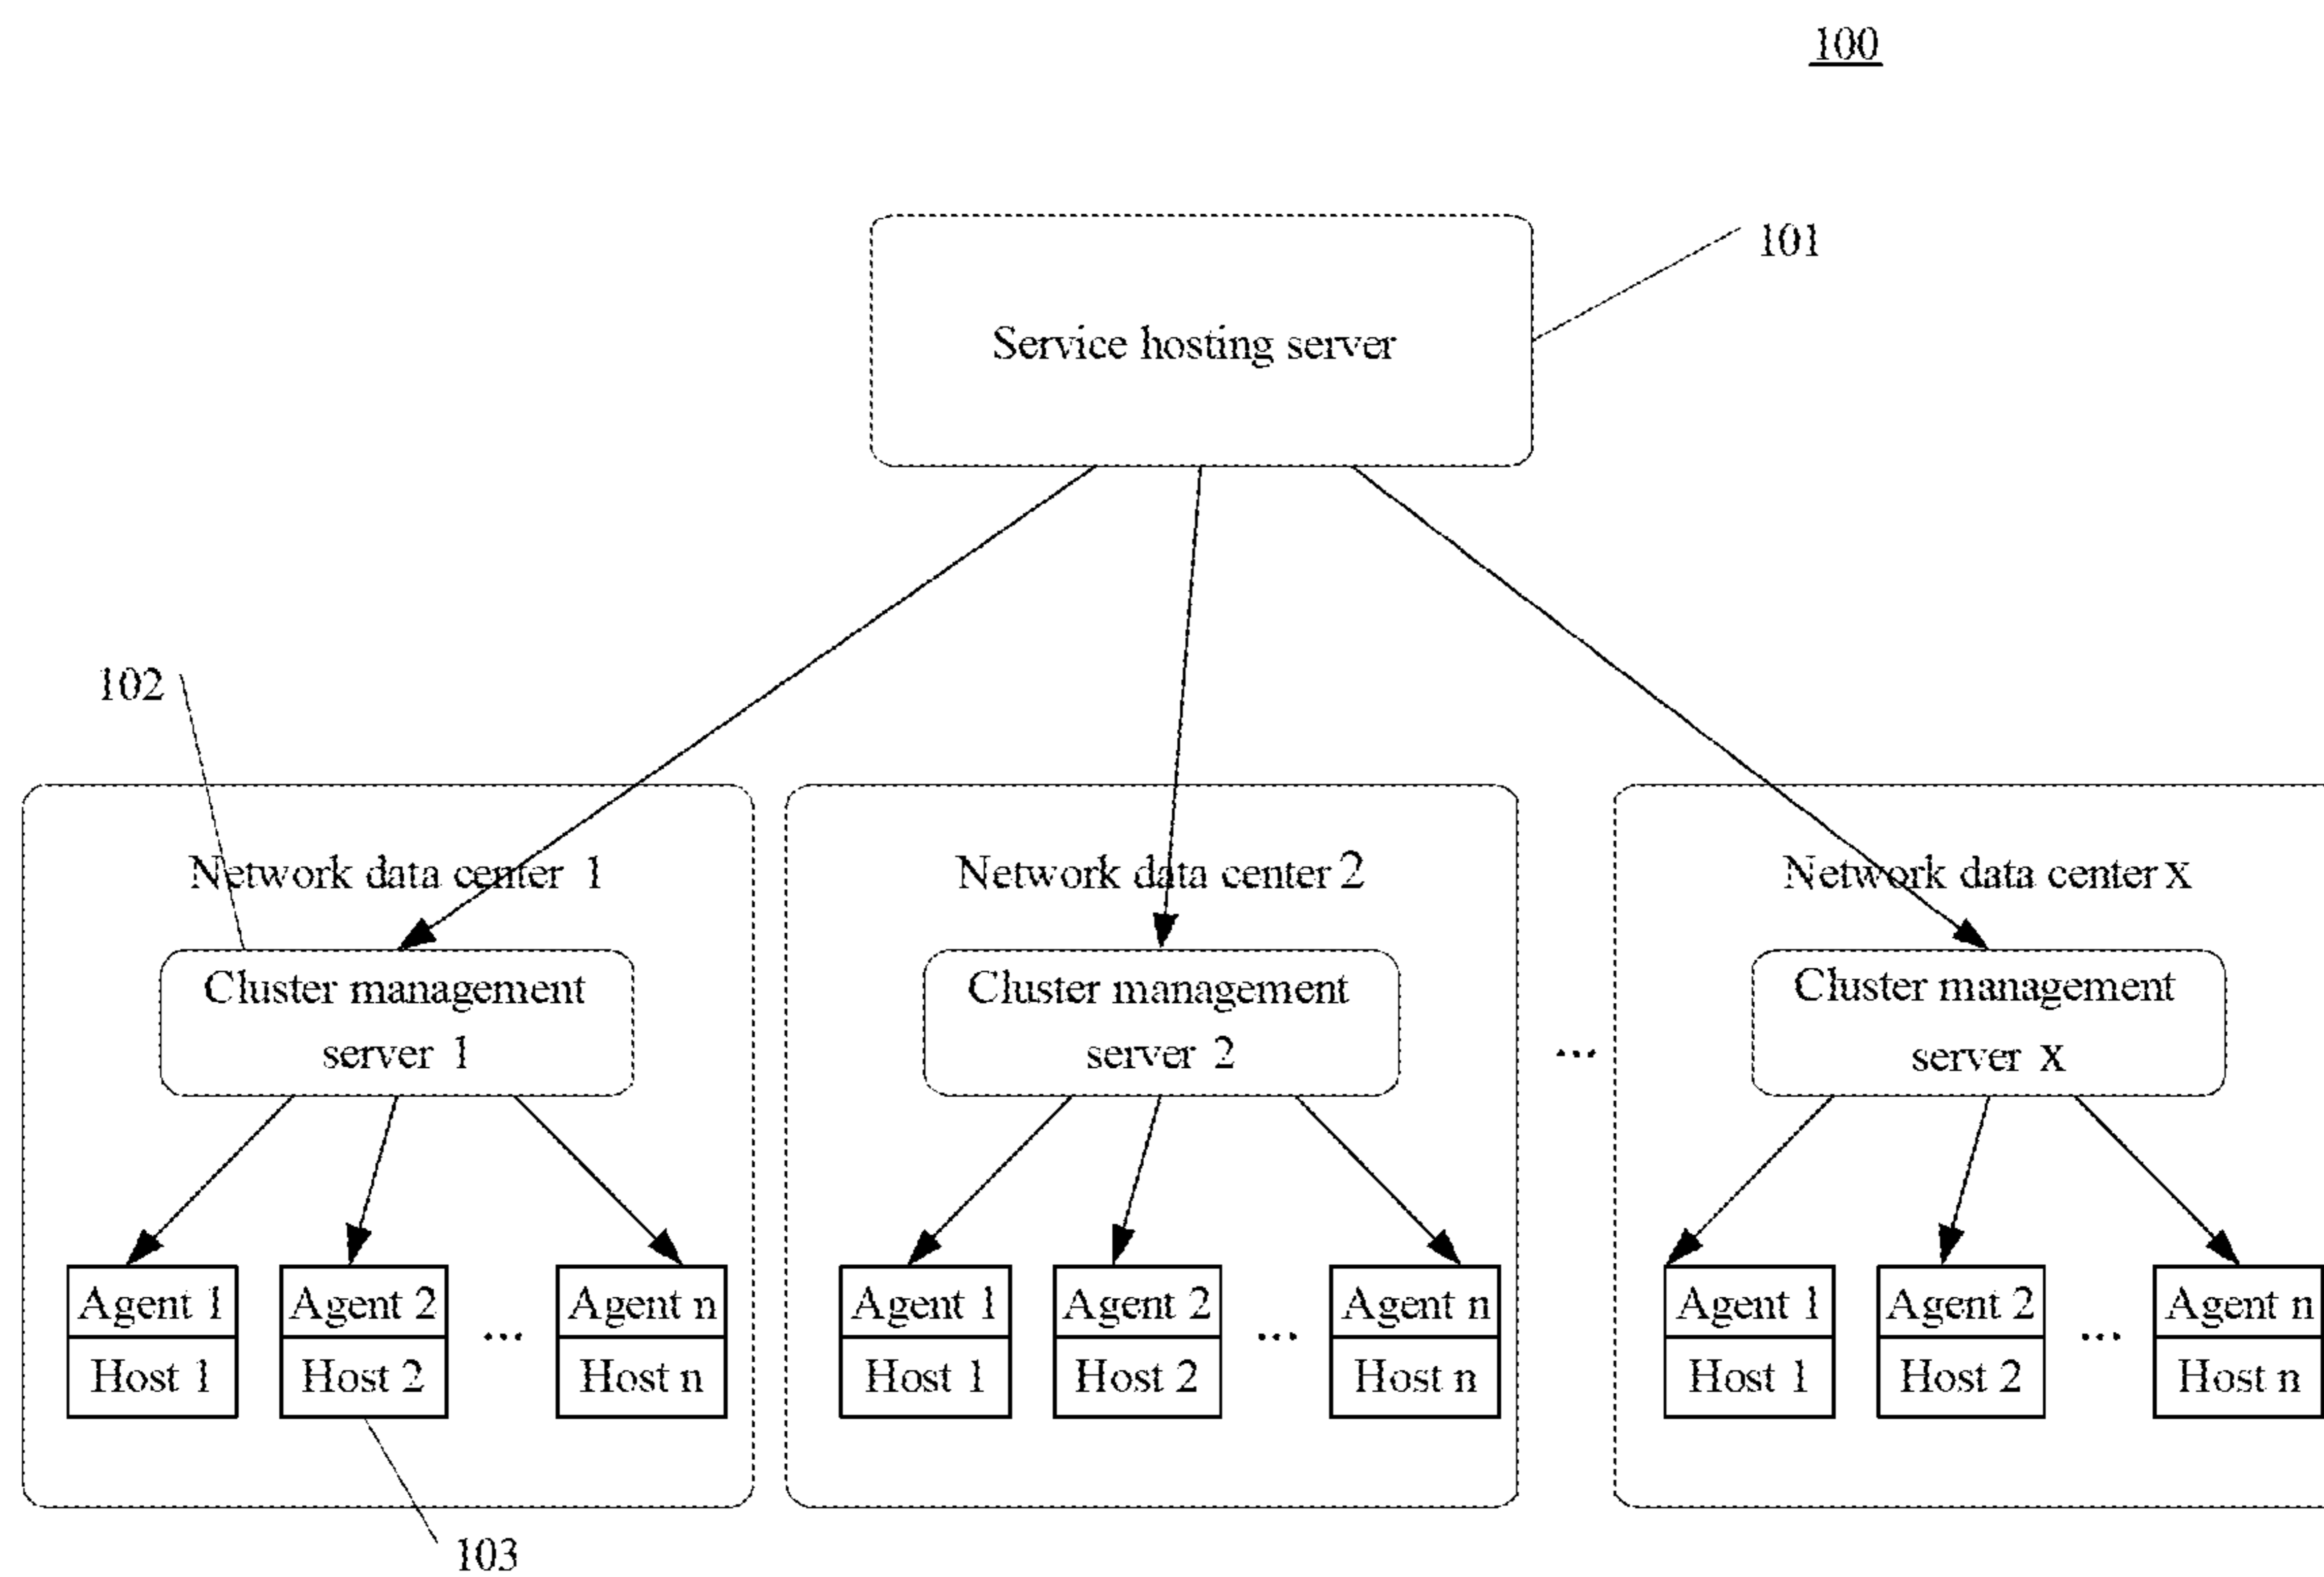 100
Service hosting server
101
102
Network data center 1
Network data center 2
Network data center x
Cluster management
server 1
Cluster management
server 2
Cluster management
server x
...
Agent 1
Host 1
Agent 2
Host 2
...
Agent n
Host n
Agent 1
Host 1
Agent 2
Host 2
...
Agent n
Host n
Agent 1
Host 1
Agent 2
Host 2
...
Agent n
Host n
103